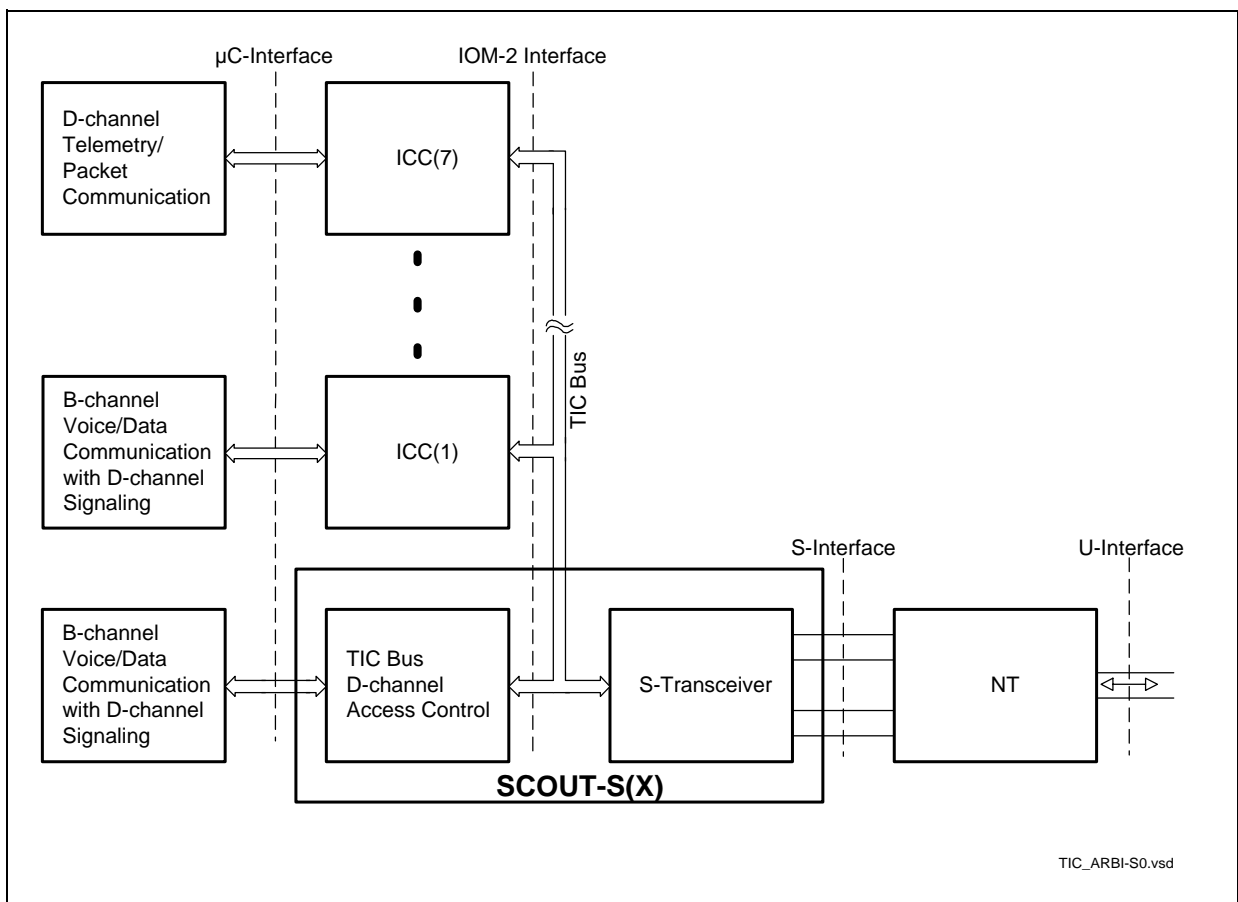 µC-Interface
IOM-2 Interface
D-channel
Telemetry/
Packet
Communication
ICC(7)
TIC Bus
B-channel
Voice/Data
Communication
with D-channel
Signaling
ICC(1)
S-Interface
U-Interface
B-channel
Voice/Data
Communication
with D-channel
Signaling
TIC Bus
D-channel
Access Control
S-Transceiver
NT
SCOUT-S(X)
TIC_ARBI-S0.vsd